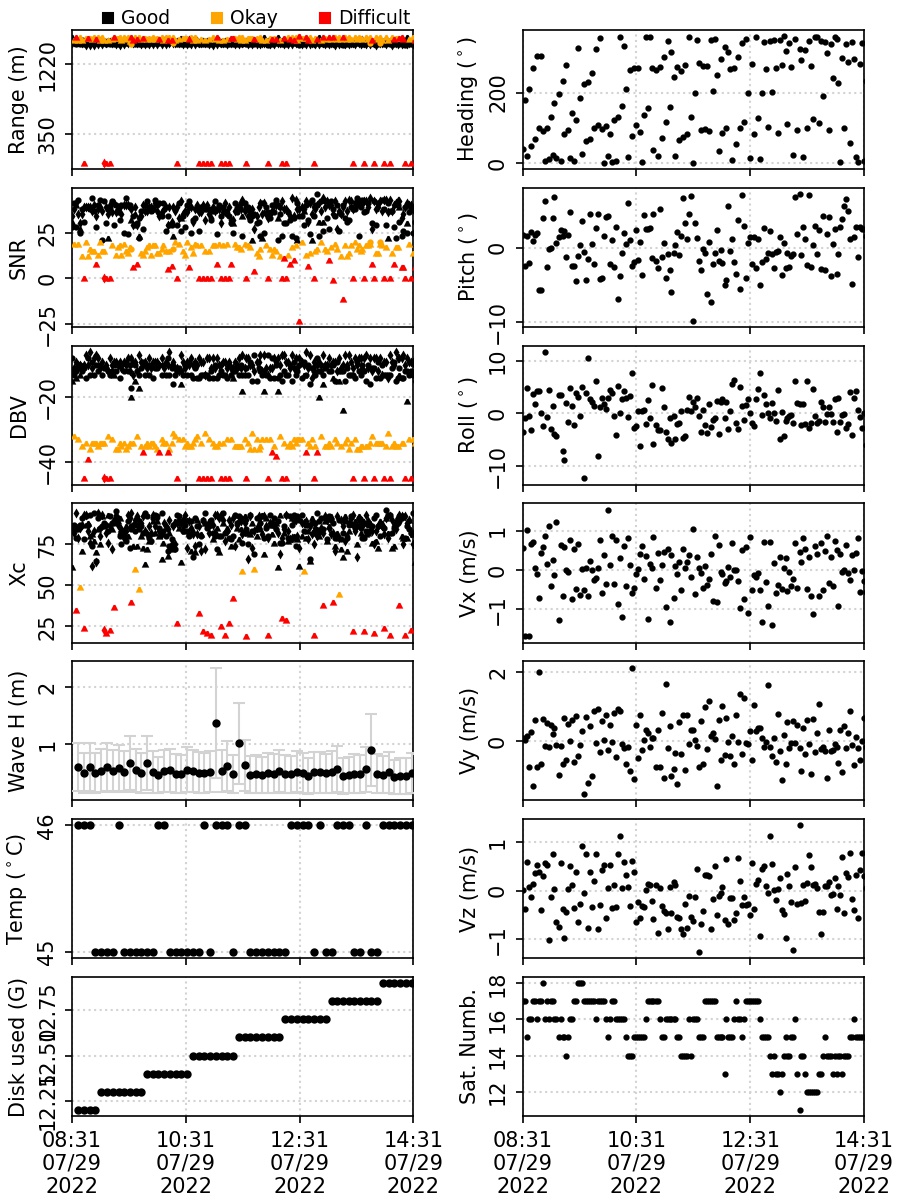 Good Okay Difficult
Range (m)
1220
350
Heading (°)
200
0
SNR
25
0
−25
Pitch (°)
0
−10
DBV
−20
−40
Roll (°)
10
0
−10
Xc
75
50
25
Vx (m/s)
1
0
−1
Wave H (m)
2
1
Vy (m/s)
2
0
Temp (°C)
46
45
Vz (m/s)
1
0
−1
Disk used (G)
12.75
12.50
12.25
Sat. Numb.
18
16
14
12
08:31 10:31 12:31 14:31
07/29 07/29 07/29 07/29
2022 2022 2022 2022
08:31 10:31 12:31 14:31
07/29 07/29 07/29 07/29
2022 2022 2022 2022